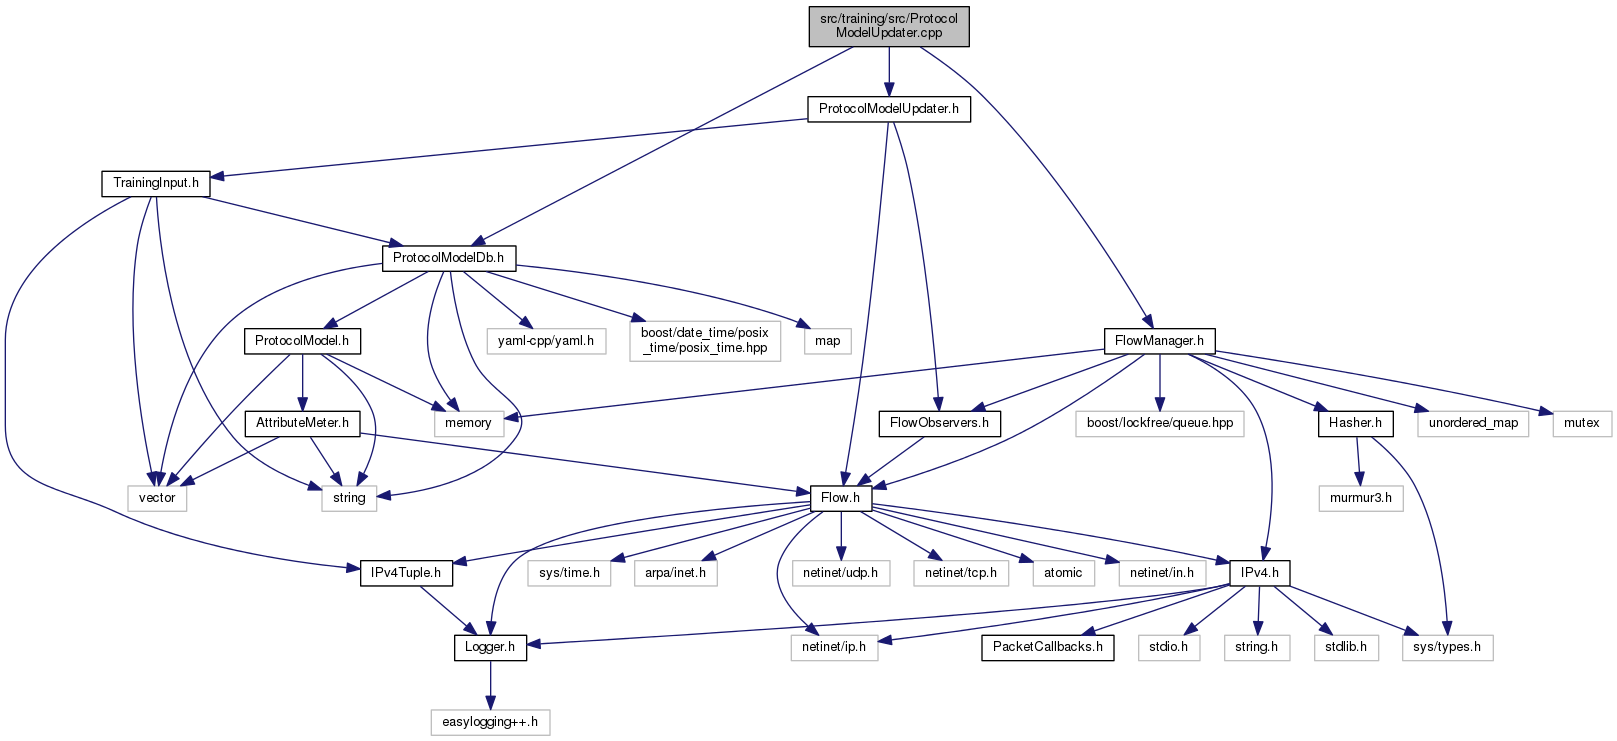 src/training/src/Protocol
ModelUpdater.cpp
ProtocolModelUpdater.h
TrainingInput.h
ProtocolModelDb.h
ProtocolModel.h
yaml-cpp/yaml.h
boost/date_time/posix
_time/posix_time.hpp
map
FlowManager.h
AttributeMeter.h
memory
FlowObservers.h
boost/lockfree/queue.hpp
Hasher.h
unordered_map
mutex
vector
string
Flow.h
murmur3.h
IPv4Tuple.h
sys/time.h
arpa/inet.h
netinet/udp.h
netinet/tcp.h
atomic
netinet/in.h
IPv4.h
Logger.h
netinet/ip.h
PacketCallbacks.h
stdio.h
string.h
stdlib.h
sys/types.h
easylogging++.h